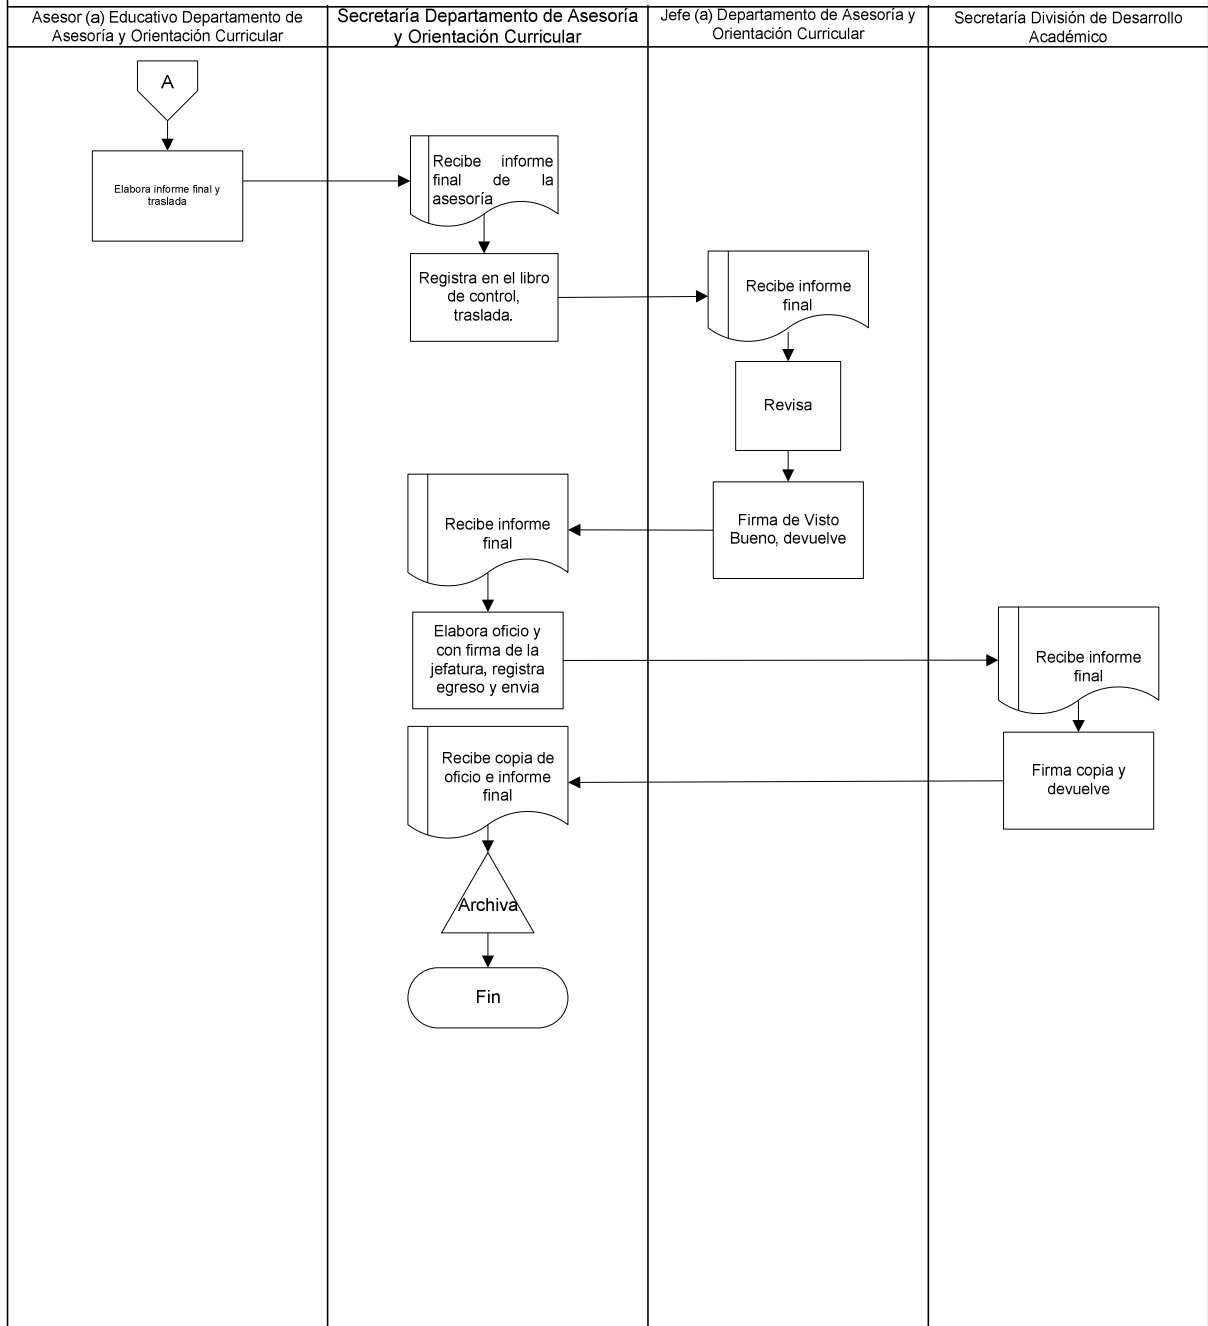 Asesor (a) Educativo Departamento de
Asesoría y Orientación Curricular
Secretaría Departamento de Asesoría
y Orientación Curricular
Jefe (a) Departamento de Asesoría y
Orientación Curricular
Secretaría División de Desarrollo
Académico
A
Elabora informe final y
traslada
Recibe informe
final de la
asesoría
Registra en el libro
de control,
traslada.
Recibe informe
final
Revisa
Firma de Visto
Bueno, devuelve
Recibe informe
final
Elabora oficio y
con firma de la
jefatura, registra
egreso y envia
Recibe informe
final
Firma copia y
devuelve
Recibe copia de
oficio e informe
final
Archiva
Fin